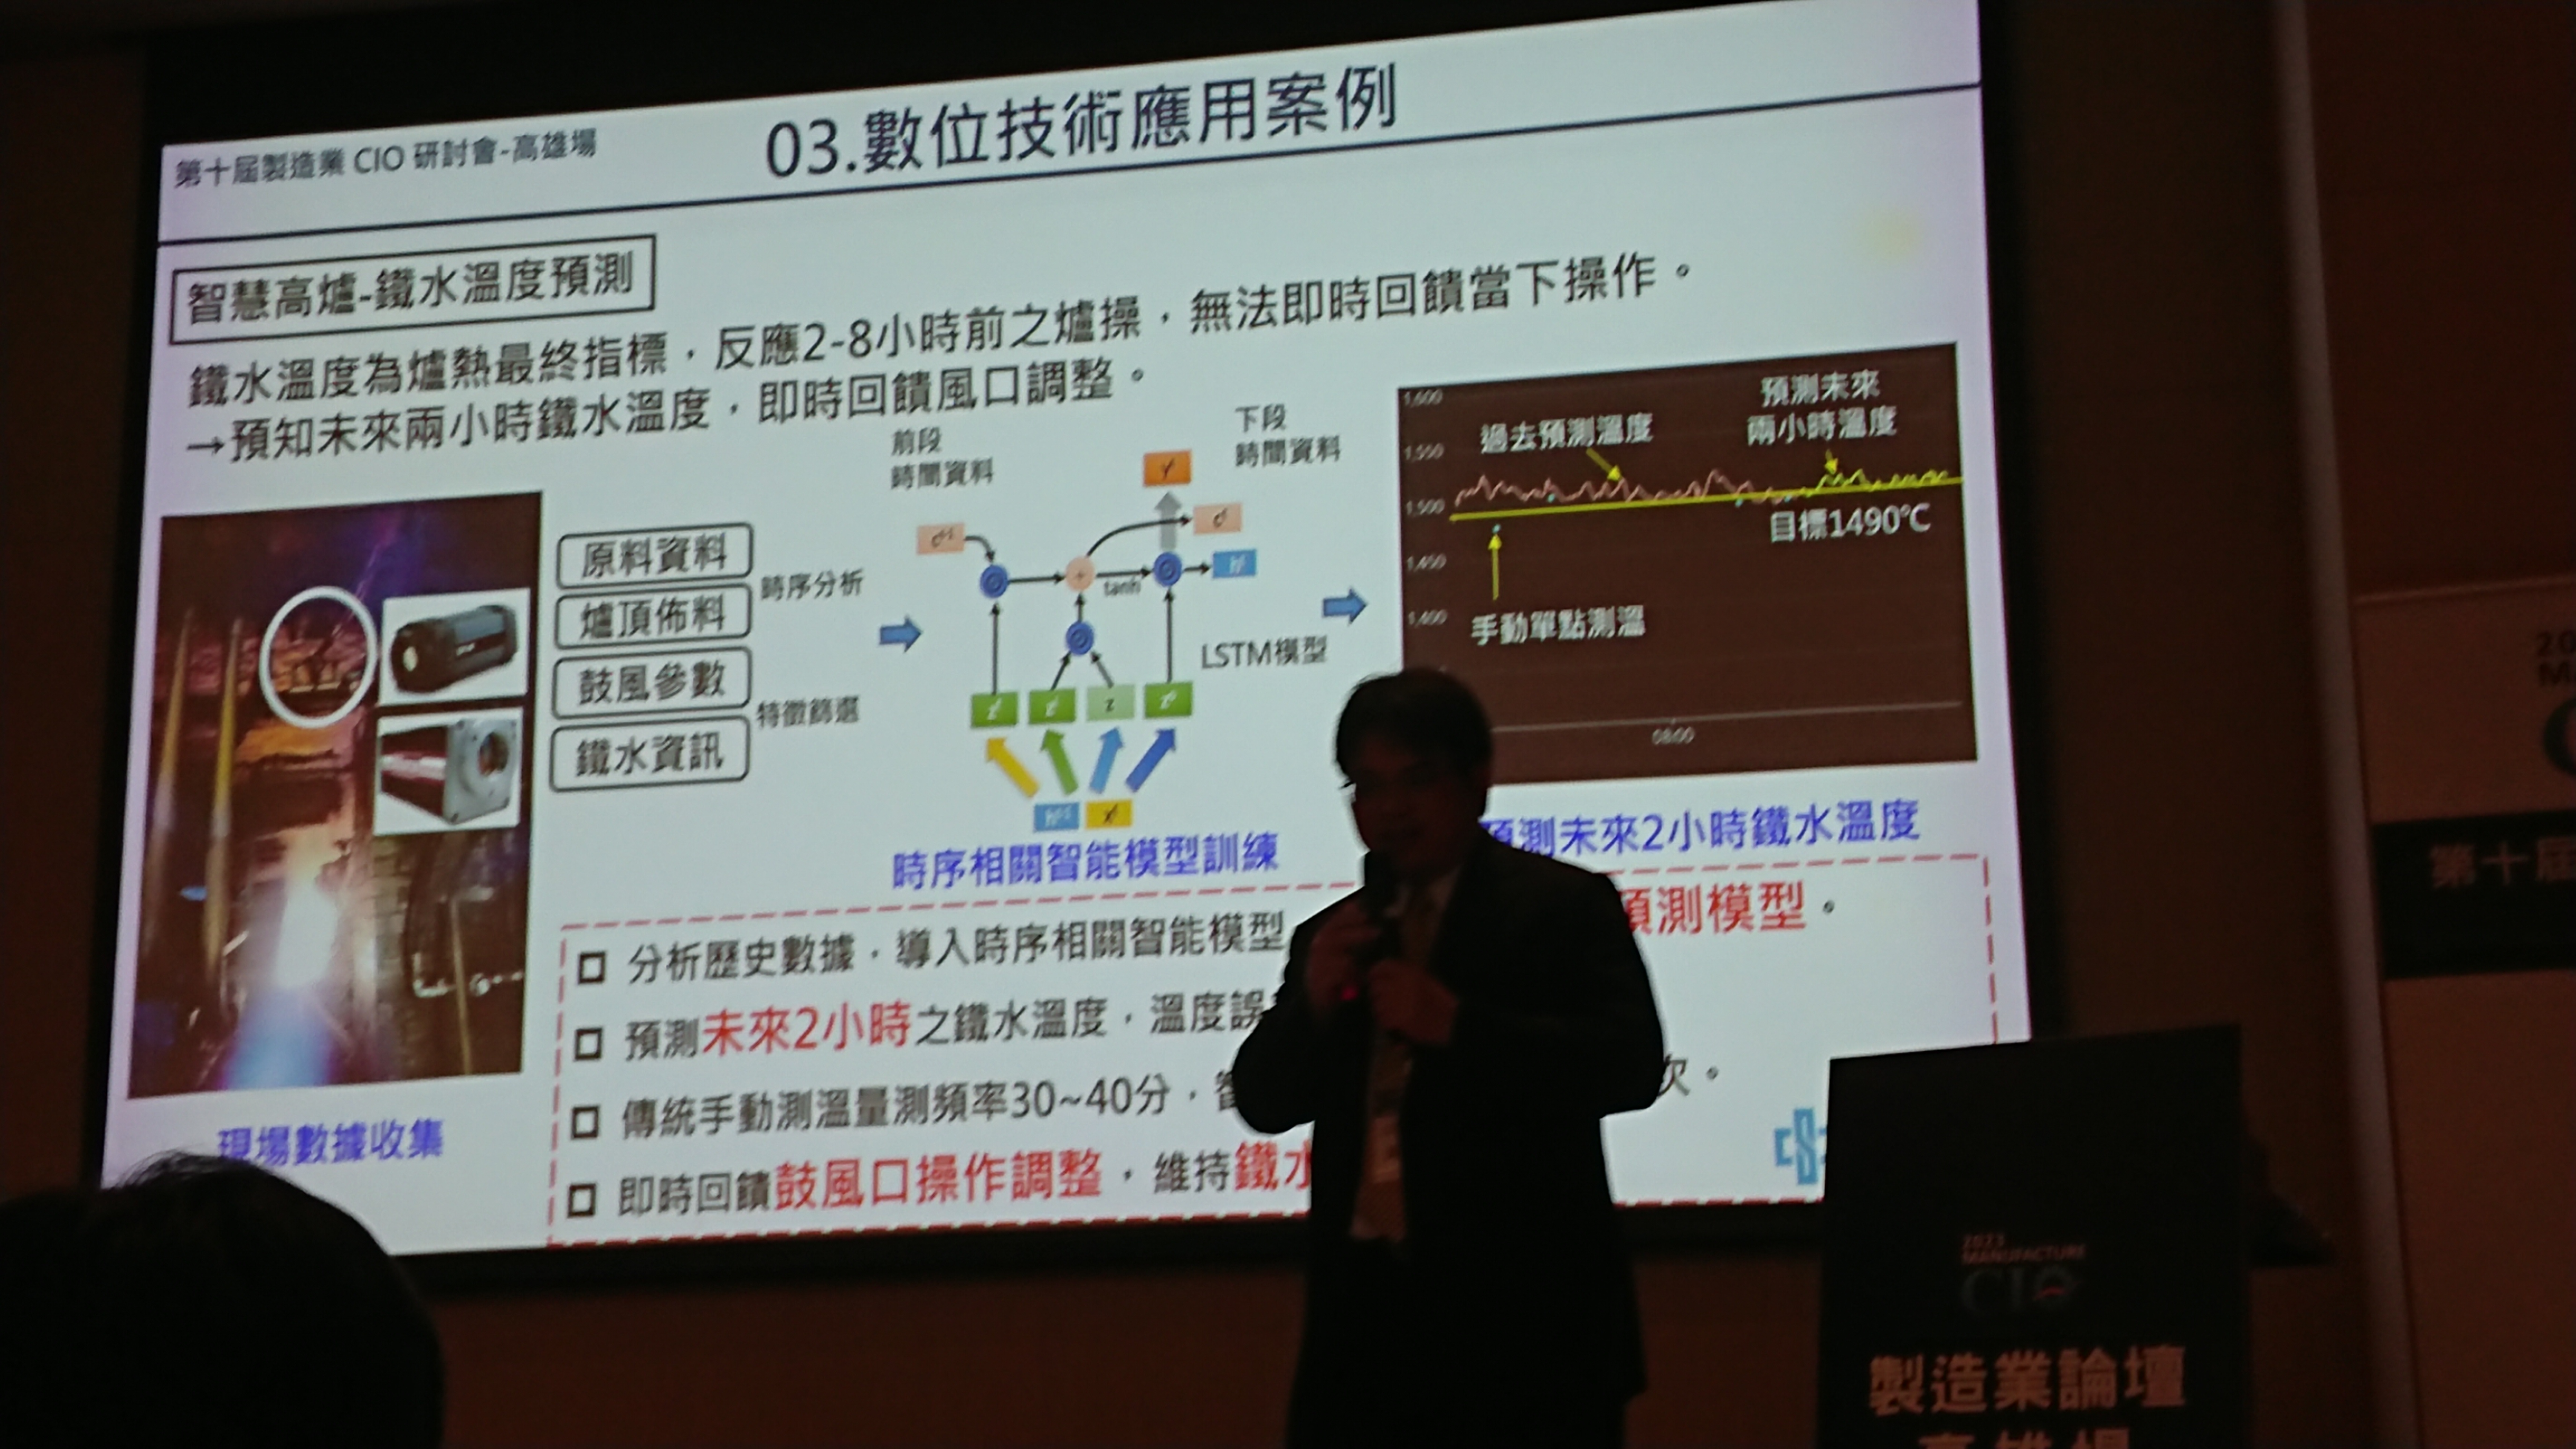 第十屆製造業 CIO 研討會-高雄場
03.數位技術應用案例
智慧高爐-鐵水溫度預測
鐵水溫度為爐熱最終指標，反應2-8小時前之爐操，無法即時回饋當下操作。
→預知未來兩小時鐵水溫度，即時回饋風口調整。
前段
時間資料
下段
時間資料
原料資料
爐頂佈料
鼓風參數
鐵水資訊
時序分析
特徵篩選
tanh
LSTM模型
時序相關智能模型訓練
1,600
1,550
1,500
1,450
1,400
過去預測溫度
預測未來
兩小時溫度
目標1490℃
手動單點測溫
08:00
預測未來2小時鐵水溫度
現場數據收集
分析歷史數據，導入時序相關智能模型
預測模型。
預測未來2小時之鐵水溫度，溫度誤
傳統手動測溫量測頻率30~40分，
次。
即時回饋鼓風口操作調整，維持鐵水
2023
MANUFACTURE
CIO
製造業論壇
高雄場
第十屆